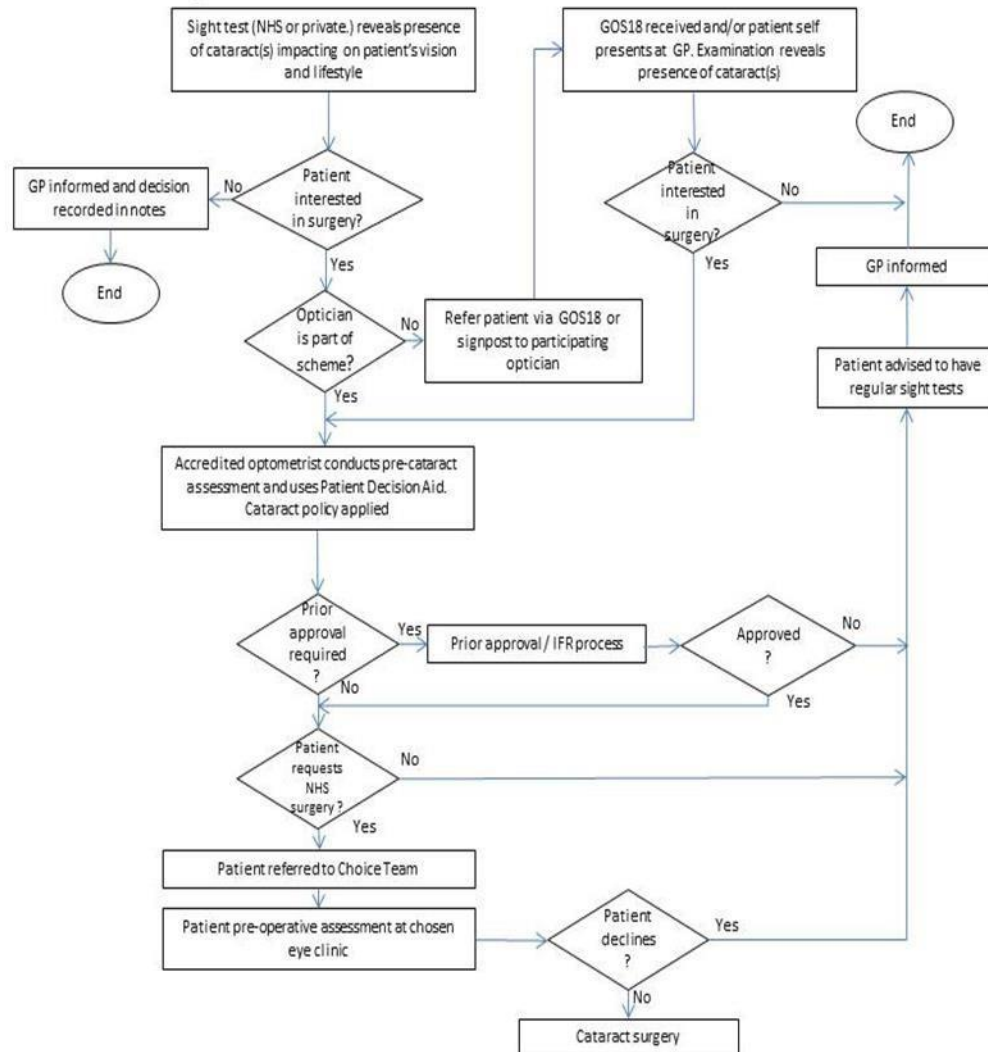 Sight test (NHS or private.) reveals presence
of cataract(s) impacting on patient's vision
and lifestyle
GOS18 received and/or patient self
presents at GP. Examination reveals
presence of cataract(s)
End
GP informed and decision
recorded in notes
No
Patient
interested
in surgery?
Patient
interested
in
surgery?
No
Yes
Yes
GP informed
End
Optician
is part of
scheme?
No
Refer patient via GOS18 or
signpost to participating
optician
Yes
Patient advised to have
regular sight tests
Accredited optometrist conducts pre-cataract
assessment and uses Patient Decision Aid.
Cataract policy applied
Prior
approval
required
?
Yes
Prior approval / IFR process
Approved
?
No
No
Yes
Patient
requests
NHS
surgery ?
No
Yes
Patient referred to Choice Team
Patient pre-operative assessment at chosen
eye clinic
Patient
declines
?
Yes
No
Cataract surgery